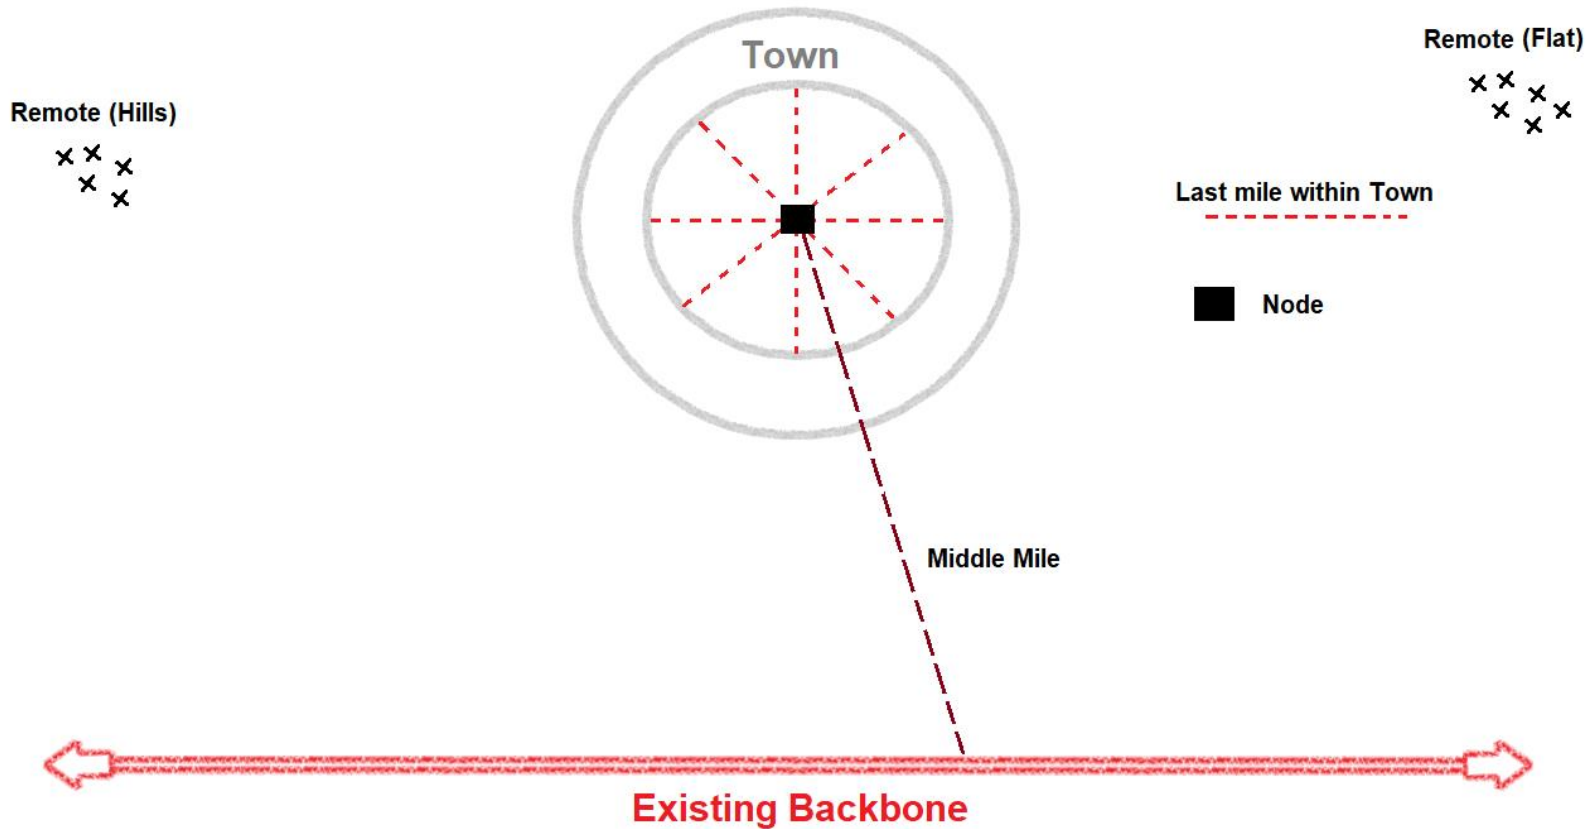 Town
Remote (Flat)
Remote (Hills)
Last mile within Town
Node
Middle Mile
Existing Backbone